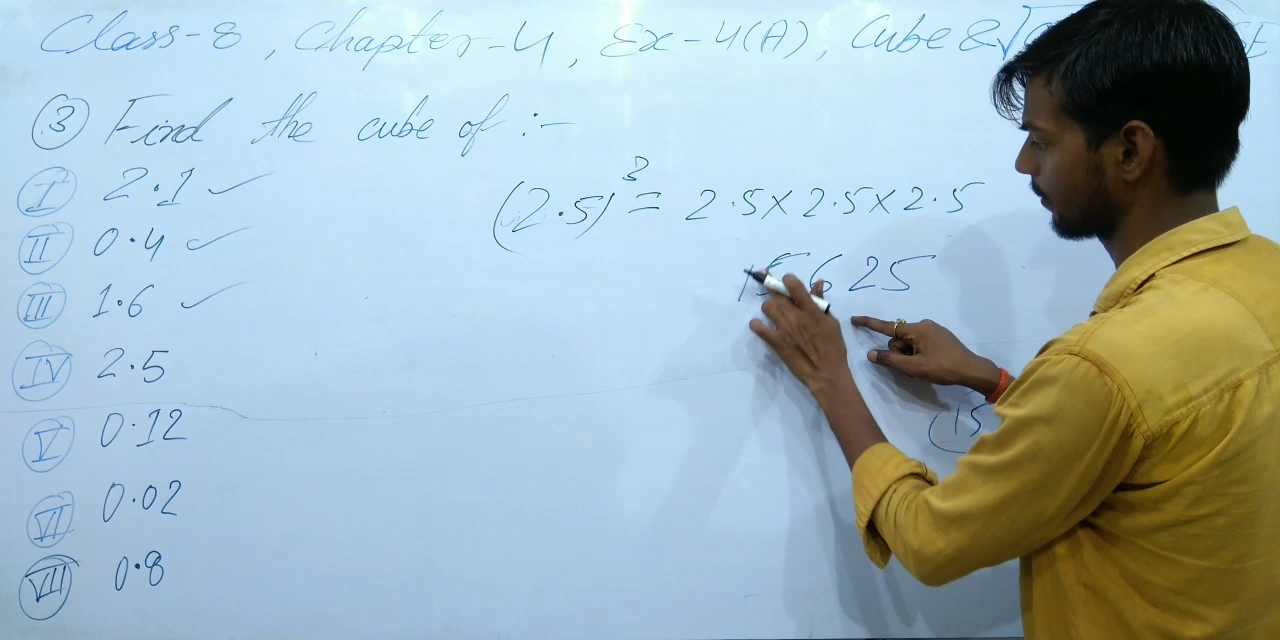 Class-8, Chapter-4, Ex-4(A), Cube & √
③ Find the cube of :-
I 2.1 ✓
II 0.4 ✓
III 1.6 ✓
IV 2.5
V 0.12
VI 0.02
VII 0.8
(2.5)³ = 2.5×2.5×2.5
15625
(15